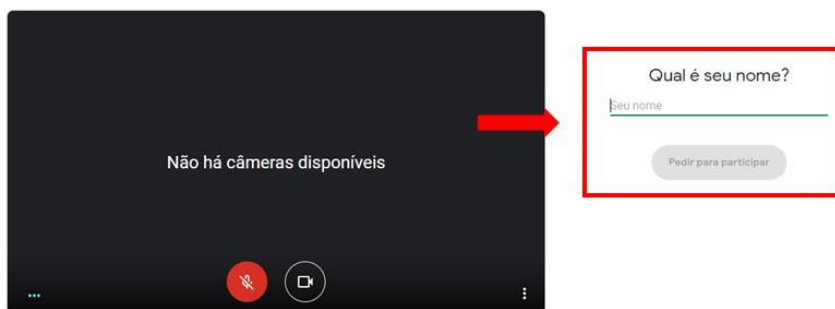 Não há câmeras disponíveis
Qual é seu nome?
Seu nome
Pedir para participar